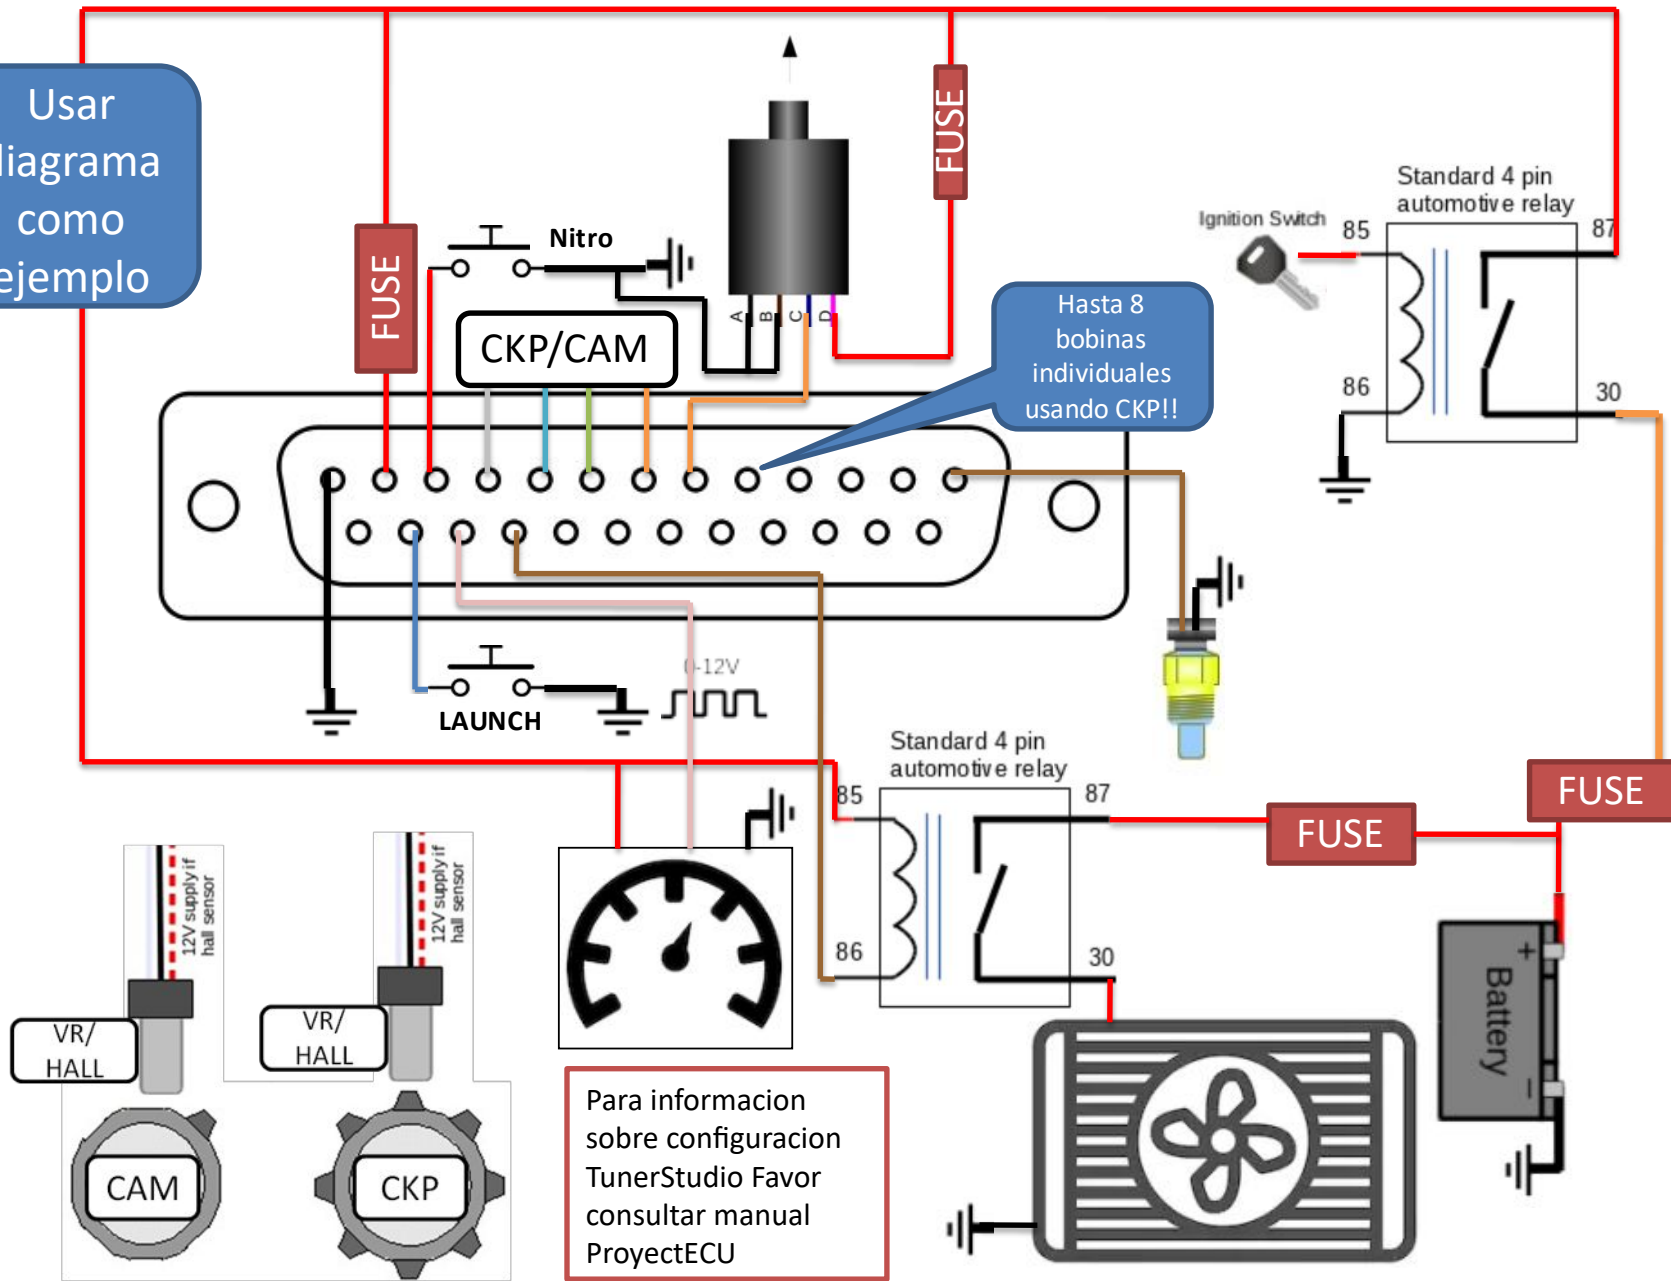 Usar
diagrama
como
ejemplo
FUSE
Nitro
CKP/CAM
A
B
C
D
FUSE
Hasta 8
bobinas
individuales
usando CKP!!
Ignition Switch
Standard 4 pin
automotive relay
85
87
86
30
LAUNCH
0-12V
Standard 4 pin
automotive relay
85
87
86
30
FUSE
FUSE
+
Battery
−
12V supply if
hall sensor
12V supply if
hall sensor
VR/
HALL
VR/
HALL
CAM
CKP
Para informacion
sobre configuracion
TunerStudio Favor
consultar manual
ProyectECU